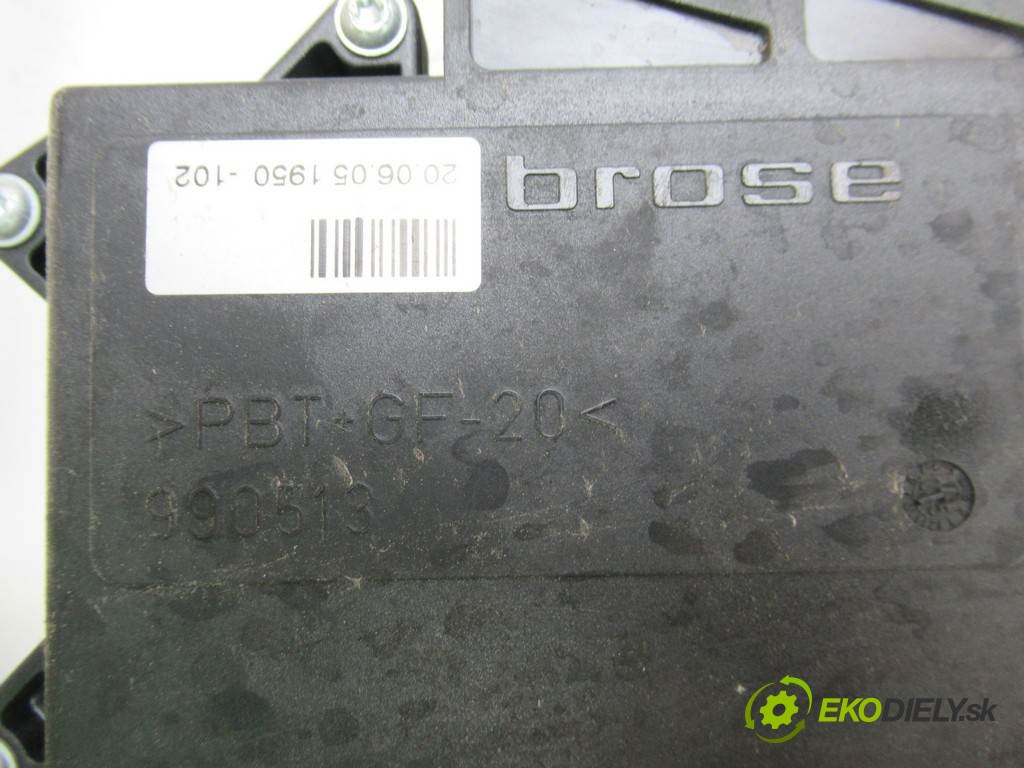 20.06.05 1950 -102
brose
>PBT+GF-20<
990513
EKODIELY.sk